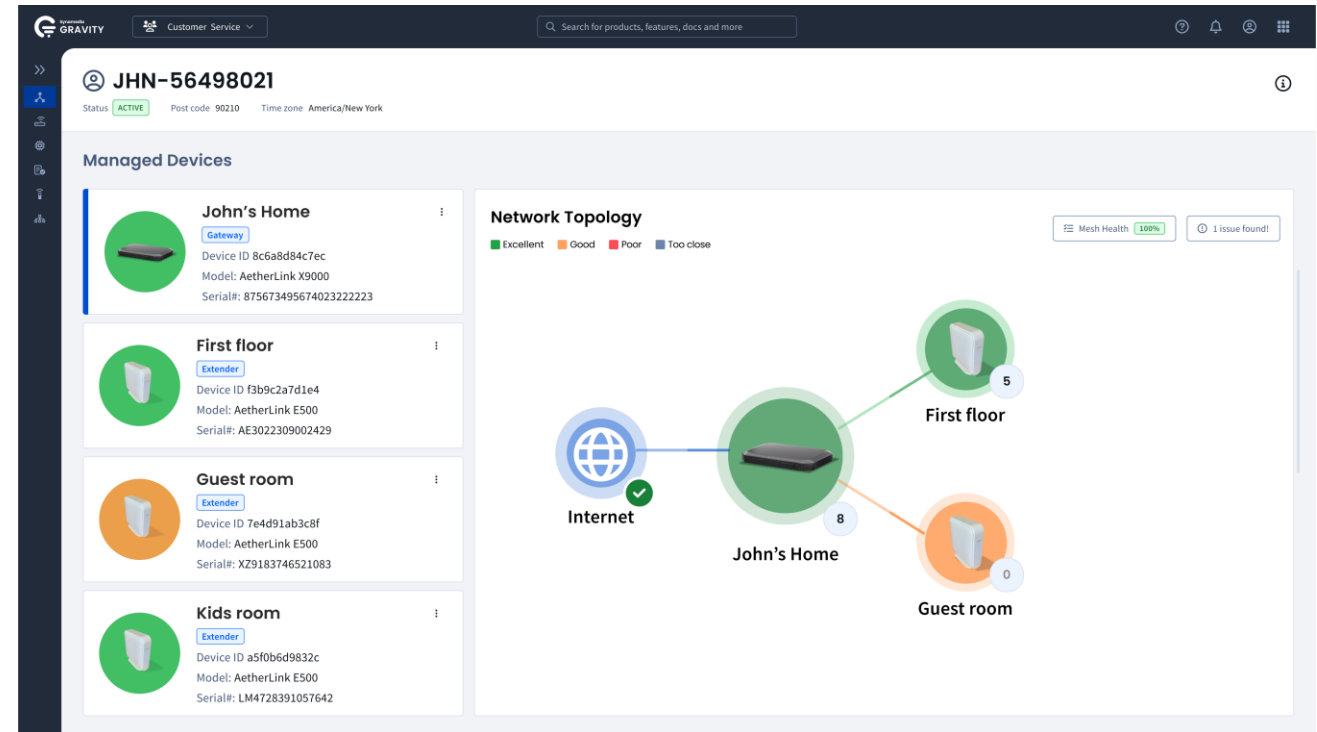 synamedia
GRAVITY
Customer Service
Search for products, features, docs and more
JHN-56498021
Status ACTIVE Post code 90210 Time zone America/New York
Managed Devices
John's Home
Gateway
Device ID 8c6a8d84c7ec
Model: AetherLink X9000
Serial#: 875673495674023222223
First floor
Extender
Device ID f3b9c2a7d1e4
Model: AetherLink E500
Serial#: AE3022309002429
Guest room
Extender
Device ID 7e4d91ab3c8f
Model: AetherLink E500
Serial#: XZ9183746521083
Kids room
Extender
Device ID a5f0b6d9832c
Model: AetherLink E500
Serial#: LM4728391057642
Network Topology
Excellent Good Poor Too close
Mesh Health 100%
1 issue found!
5
First floor
Internet
8
John's Home
0
Guest room